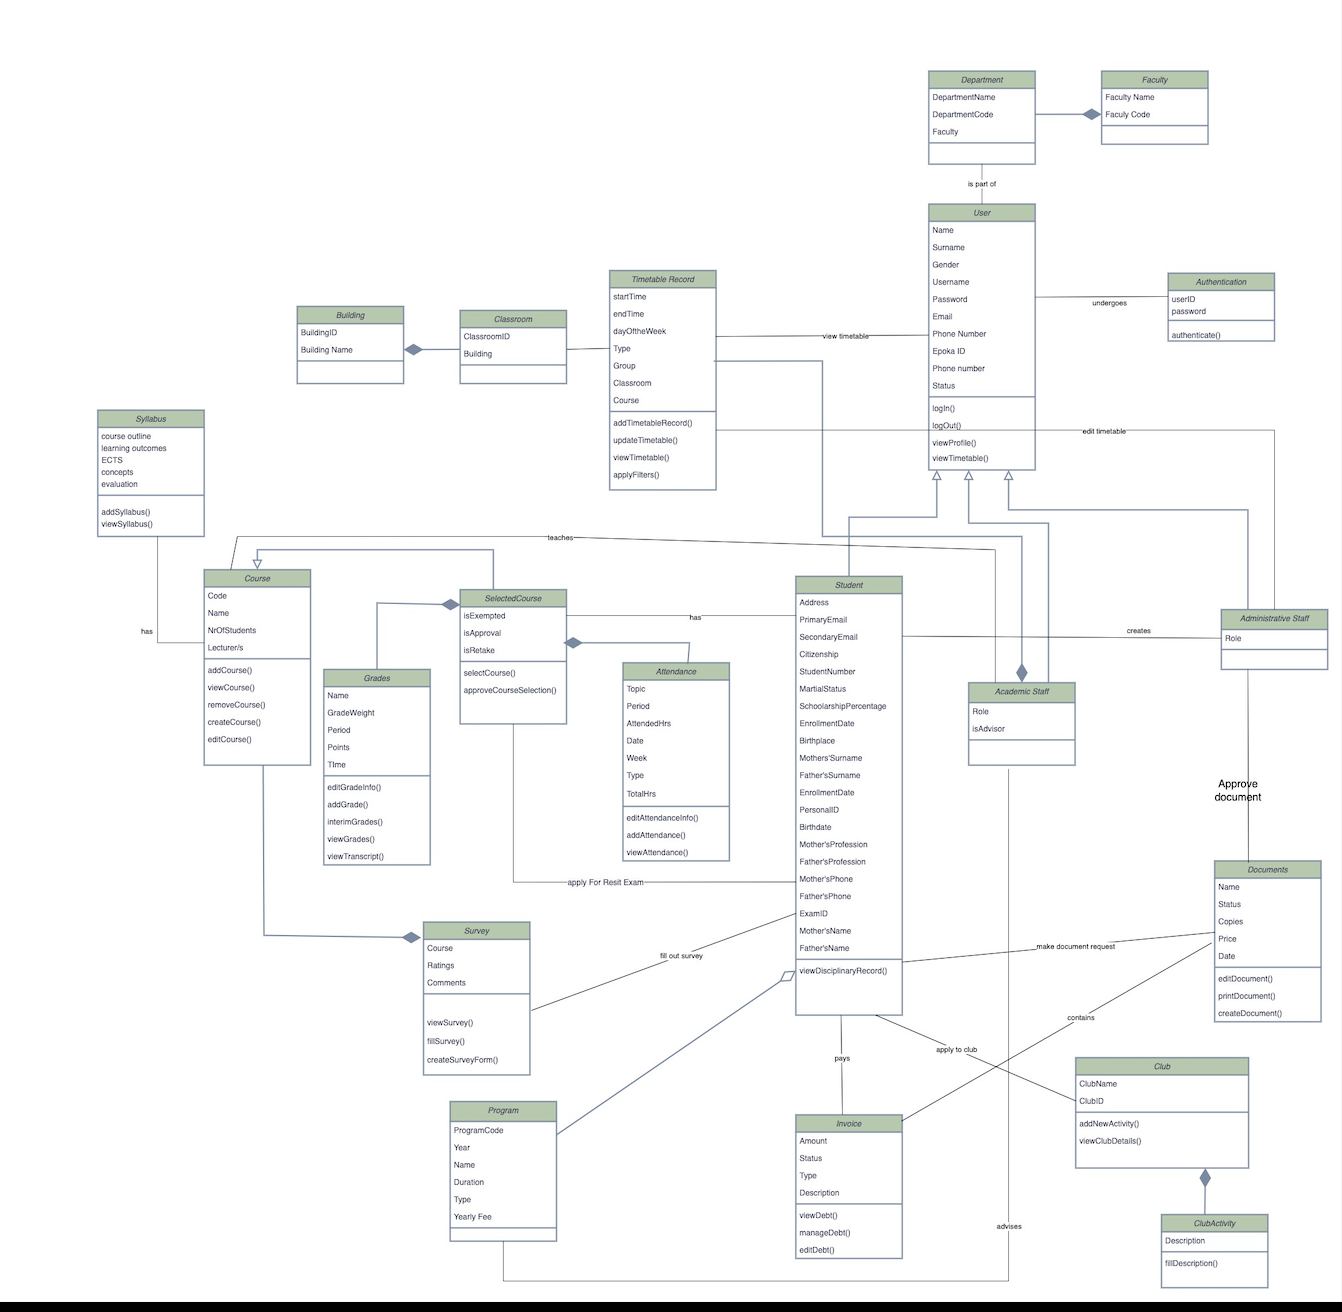 Department
DepartmentName
DepartmentCode
Faculty
Faculty
Faculty Name
Faculy Code
is part of
User
Name
Surname
Gender
Username
Password
Email
Phone Number
Epoka ID
Phone number
Status
logIn()
logOut()
viewProfile()
viewTimetable()
Authentication
userID
password
authenticate()
undergoes
Timetable Record
startTime
endTime
dayOftheWeek
Type
Group
Classroom
Course
addTimetableRecord()
updateTimetable()
viewTimetable()
applyFilters()
view timetable
edit timetable
Building
BuildingID
Building Name
Classroom
ClassroomID
Building
Syllabus
course outline
learning outcomes
ECTS
concepts
evaluation
addSyllabus()
viewSyllabus()
has
teaches
Course
Code
Name
NrOfStudents
Lecturer/s
addCourse()
viewCourse()
removeCourse()
createCourse()
editCourse()
SelectedCourse
isExempted
isApproval
isRetake
selectCourse()
approveCourseSelection()
has
Grades
Name
GradeWeight
Period
Points
TIme
editGradeInfo()
addGrade()
interimGrades()
viewGrades()
viewTranscript()
Attendance
Topic
Period
AttendedHrs
Date
Week
Type
TotalHrs
editAttendanceInfo()
addAttendance()
viewAttendance()
Student
Address
PrimaryEmail
SecondaryEmail
Citizenship
StudentNumber
MartialStatus
SchoolarshipPercentage
EnrollmentDate
Birthplace
Mothers'Surname
Father'sSurname
EnrollmentDate
PersonalID
Birthdate
Mother'sProfession
Father'sProfession
Mother'sPhone
Father'sPhone
ExamID
Mother'sName
Father'sName
viewDisciplinaryRecord()
creates
Administrative Staff
Role
Academic Staff
Role
isAdvisor
Approve
document
apply For Resit Exam
Documents
Name
Status
Copies
Price
Date
editDocument()
printDocument()
createDocument()
Survey
Course
Ratings
Comments
viewSurvey()
fillSurvey()
createSurveyForm()
fill out survey
make document request
contains
apply to club
pays
Club
ClubName
ClubID
addNewActivity()
viewClubDetails()
Program
ProgramCode
Year
Name
Duration
Type
Yearly Fee
Invoice
Amount
Status
Type
Description
viewDebt()
manageDebt()
editDebt()
advises
ClubActivity
Description
fillDescription()